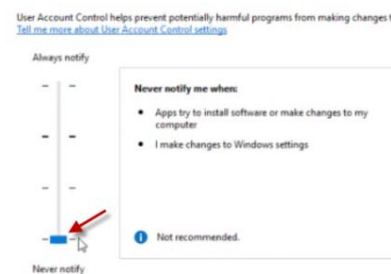 User Account Control helps prevent potentially harmful programs from making changes
Tell me more about User Account Control settings
Always notify
Never notify me when:
• Apps try to install software or make changes to my
computer
• I make changes to Windows settings
Not recommended.
Never notify